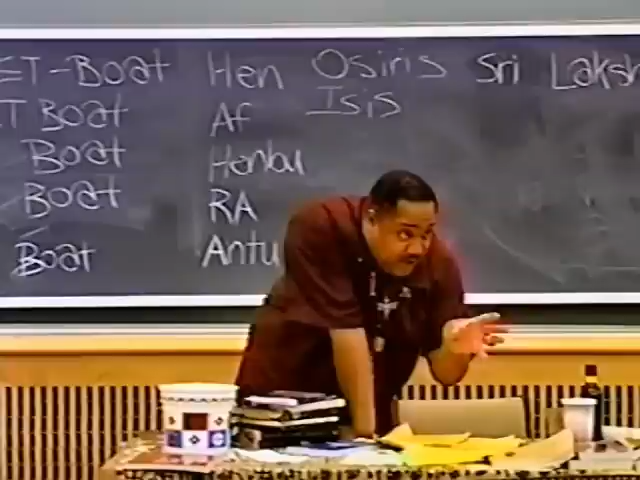 ET-Boat Hen Osiris Sri Laksh
T Boat Af Isis
Boat Henbu
Boat RA
Boat Antu